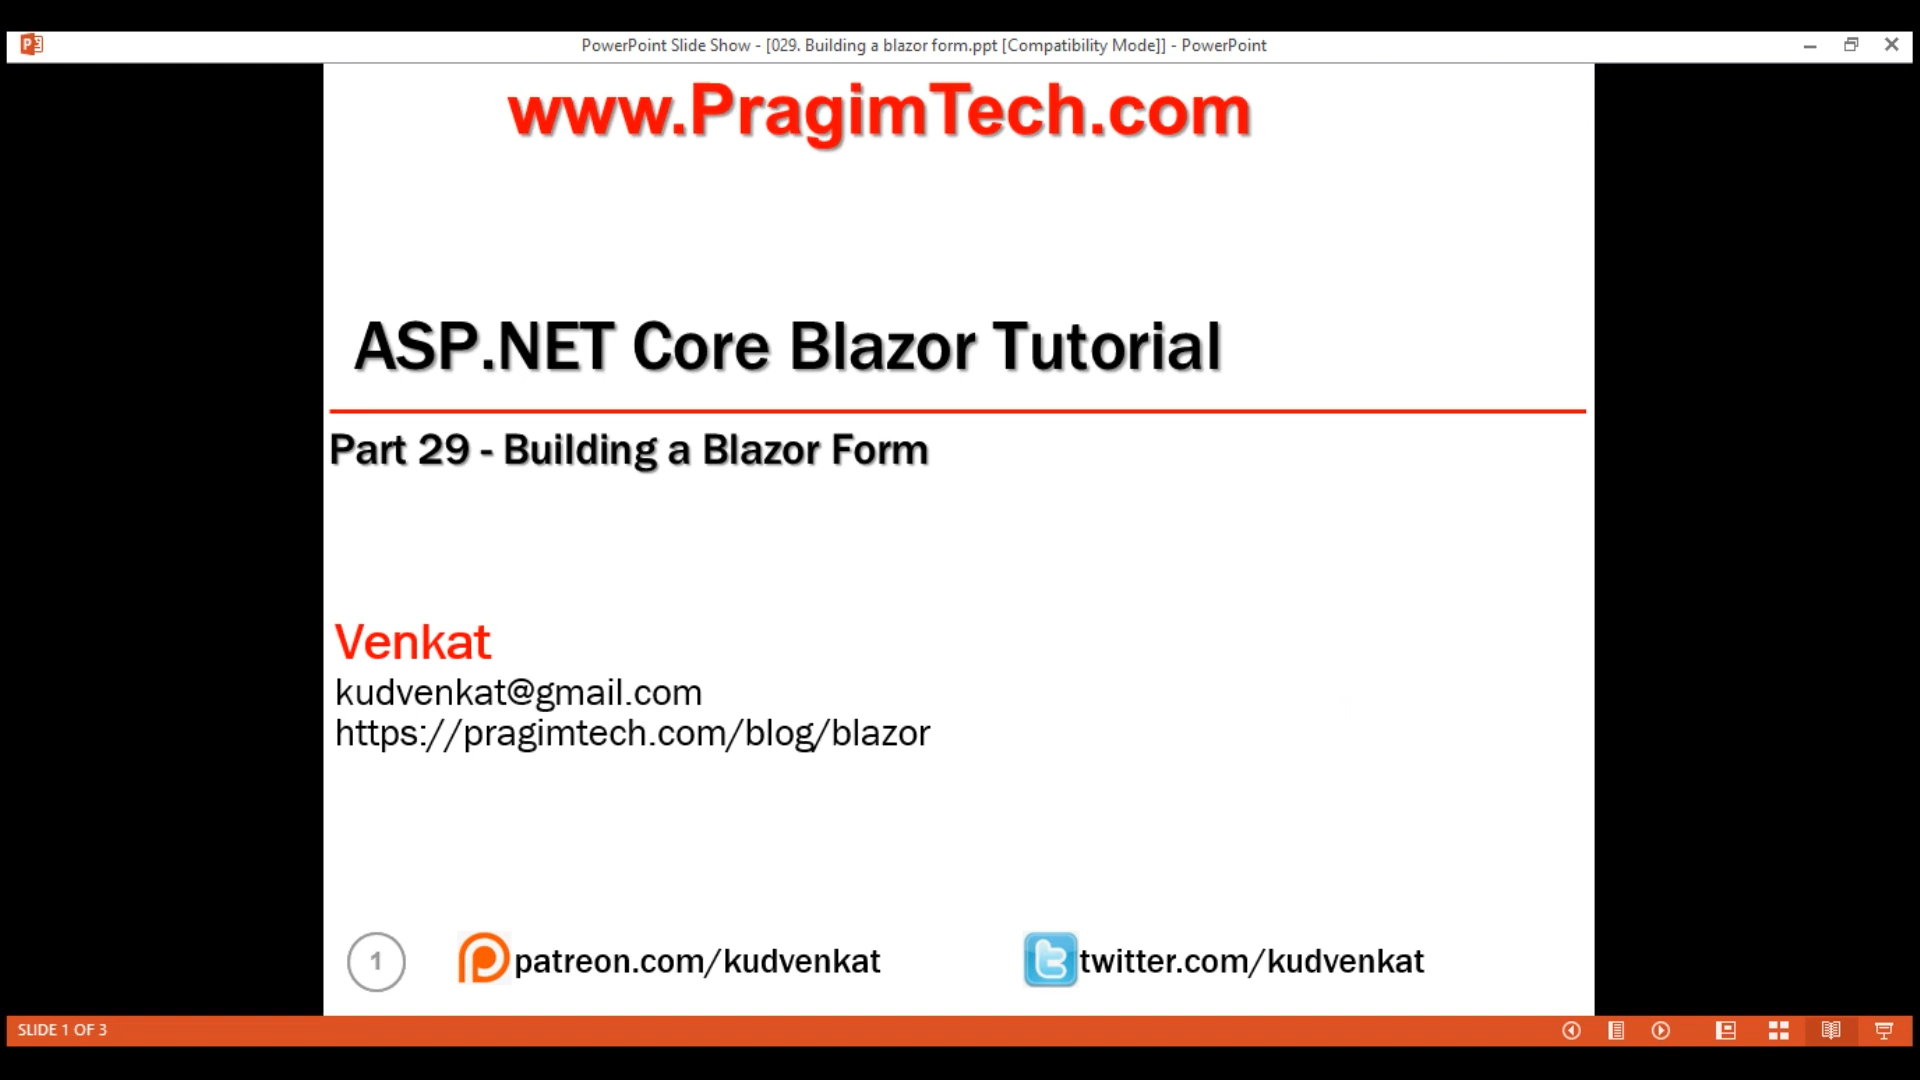 PowerPoint Slide Show - [029. Building a blazor form.ppt [Compatibility Mode]] - PowerPoint
www.PragimTech.com
ASP.NET Core Blazor Tutorial
Part 29 - Building a Blazor Form
Venkat
kudvenkat@gmail.com
https://pragimtech.com/blog/blazor
1
patreon.com/kudvenkat
twitter.com/kudvenkat
SLIDE 1 OF 3